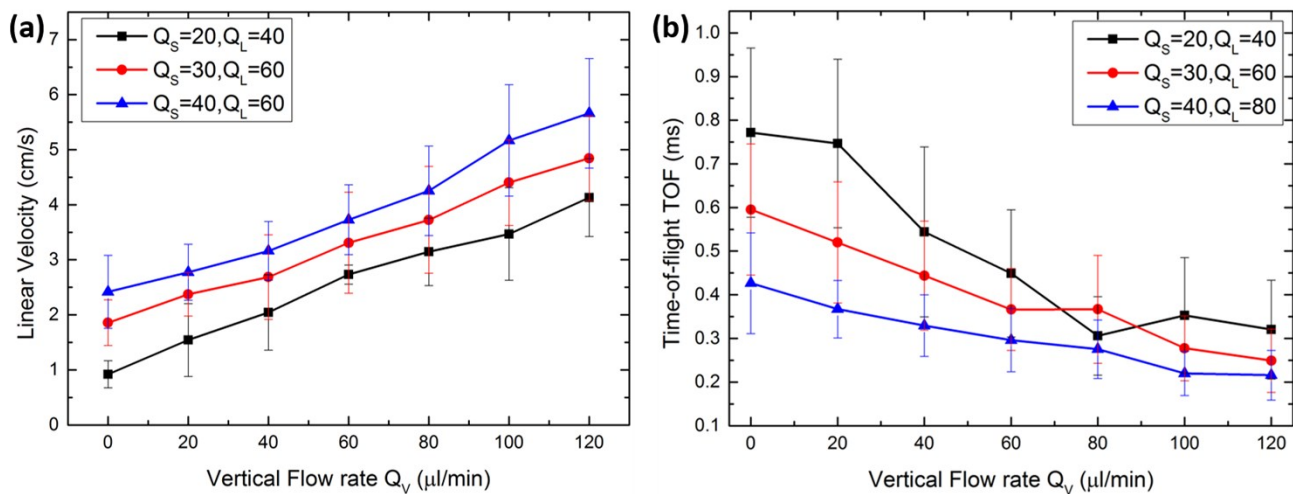 (a)
Q_S=20,Q_L=40
Q_S=30,Q_L=60
Q_S=40,Q_L=60
Linear Velocity (cm/s)
7
6
5
4
3
2
1
0
0 20 40 60 80 100 120
Vertical Flow rate Q_V (μl/min)
(b)
Q_S=20,Q_L=40
Q_S=30,Q_L=60
Q_S=40,Q_L=80
Time-of-flight TOF (ms)
1.0
0.9
0.8
0.7
0.6
0.5
0.4
0.3
0.2
0.1
0 20 40 60 80 100 120
Vertical Flow rate Q_V (μl/min)